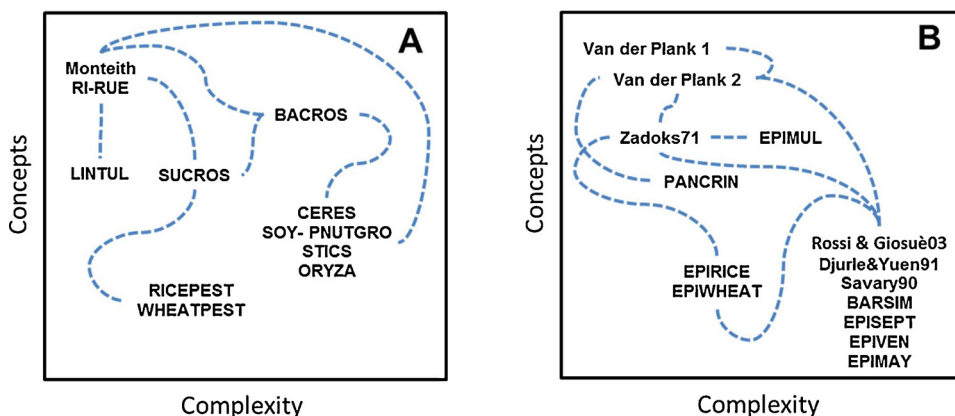 A
Monteith
RI-RUE
BACROS
LINTUL
SUCROS
CERES
SOY- PNUTGRO
STICS
ORYZA
RICEPEST
WHEATPEST
Concepts
Complexity
B
Van der Plank 1
Van der Plank 2
Zadoks71
EPIMUL
PANCRIN
Rossi & Giosuè03
Djurle&Yuen91
Savary90
BARSIM
EPISEPT
EPIVEN
EPIMAY
EPIRICE
EPIWHEAT
Concepts
Complexity